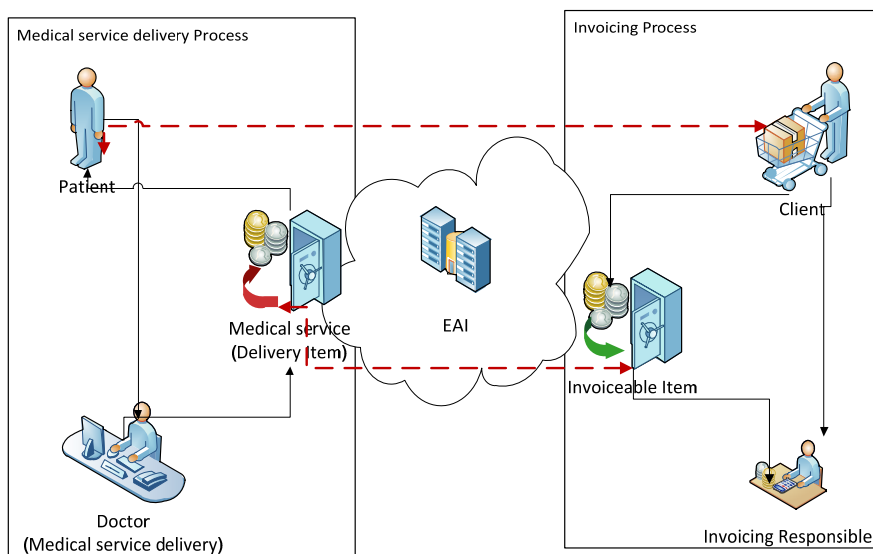 Medical service delivery Process
Invoicing Process
Patient
Client
Medical service
(Delivery Item)
EAI
Invoiceable Item
Doctor
(Medical service delivery)
Invoicing Responsible